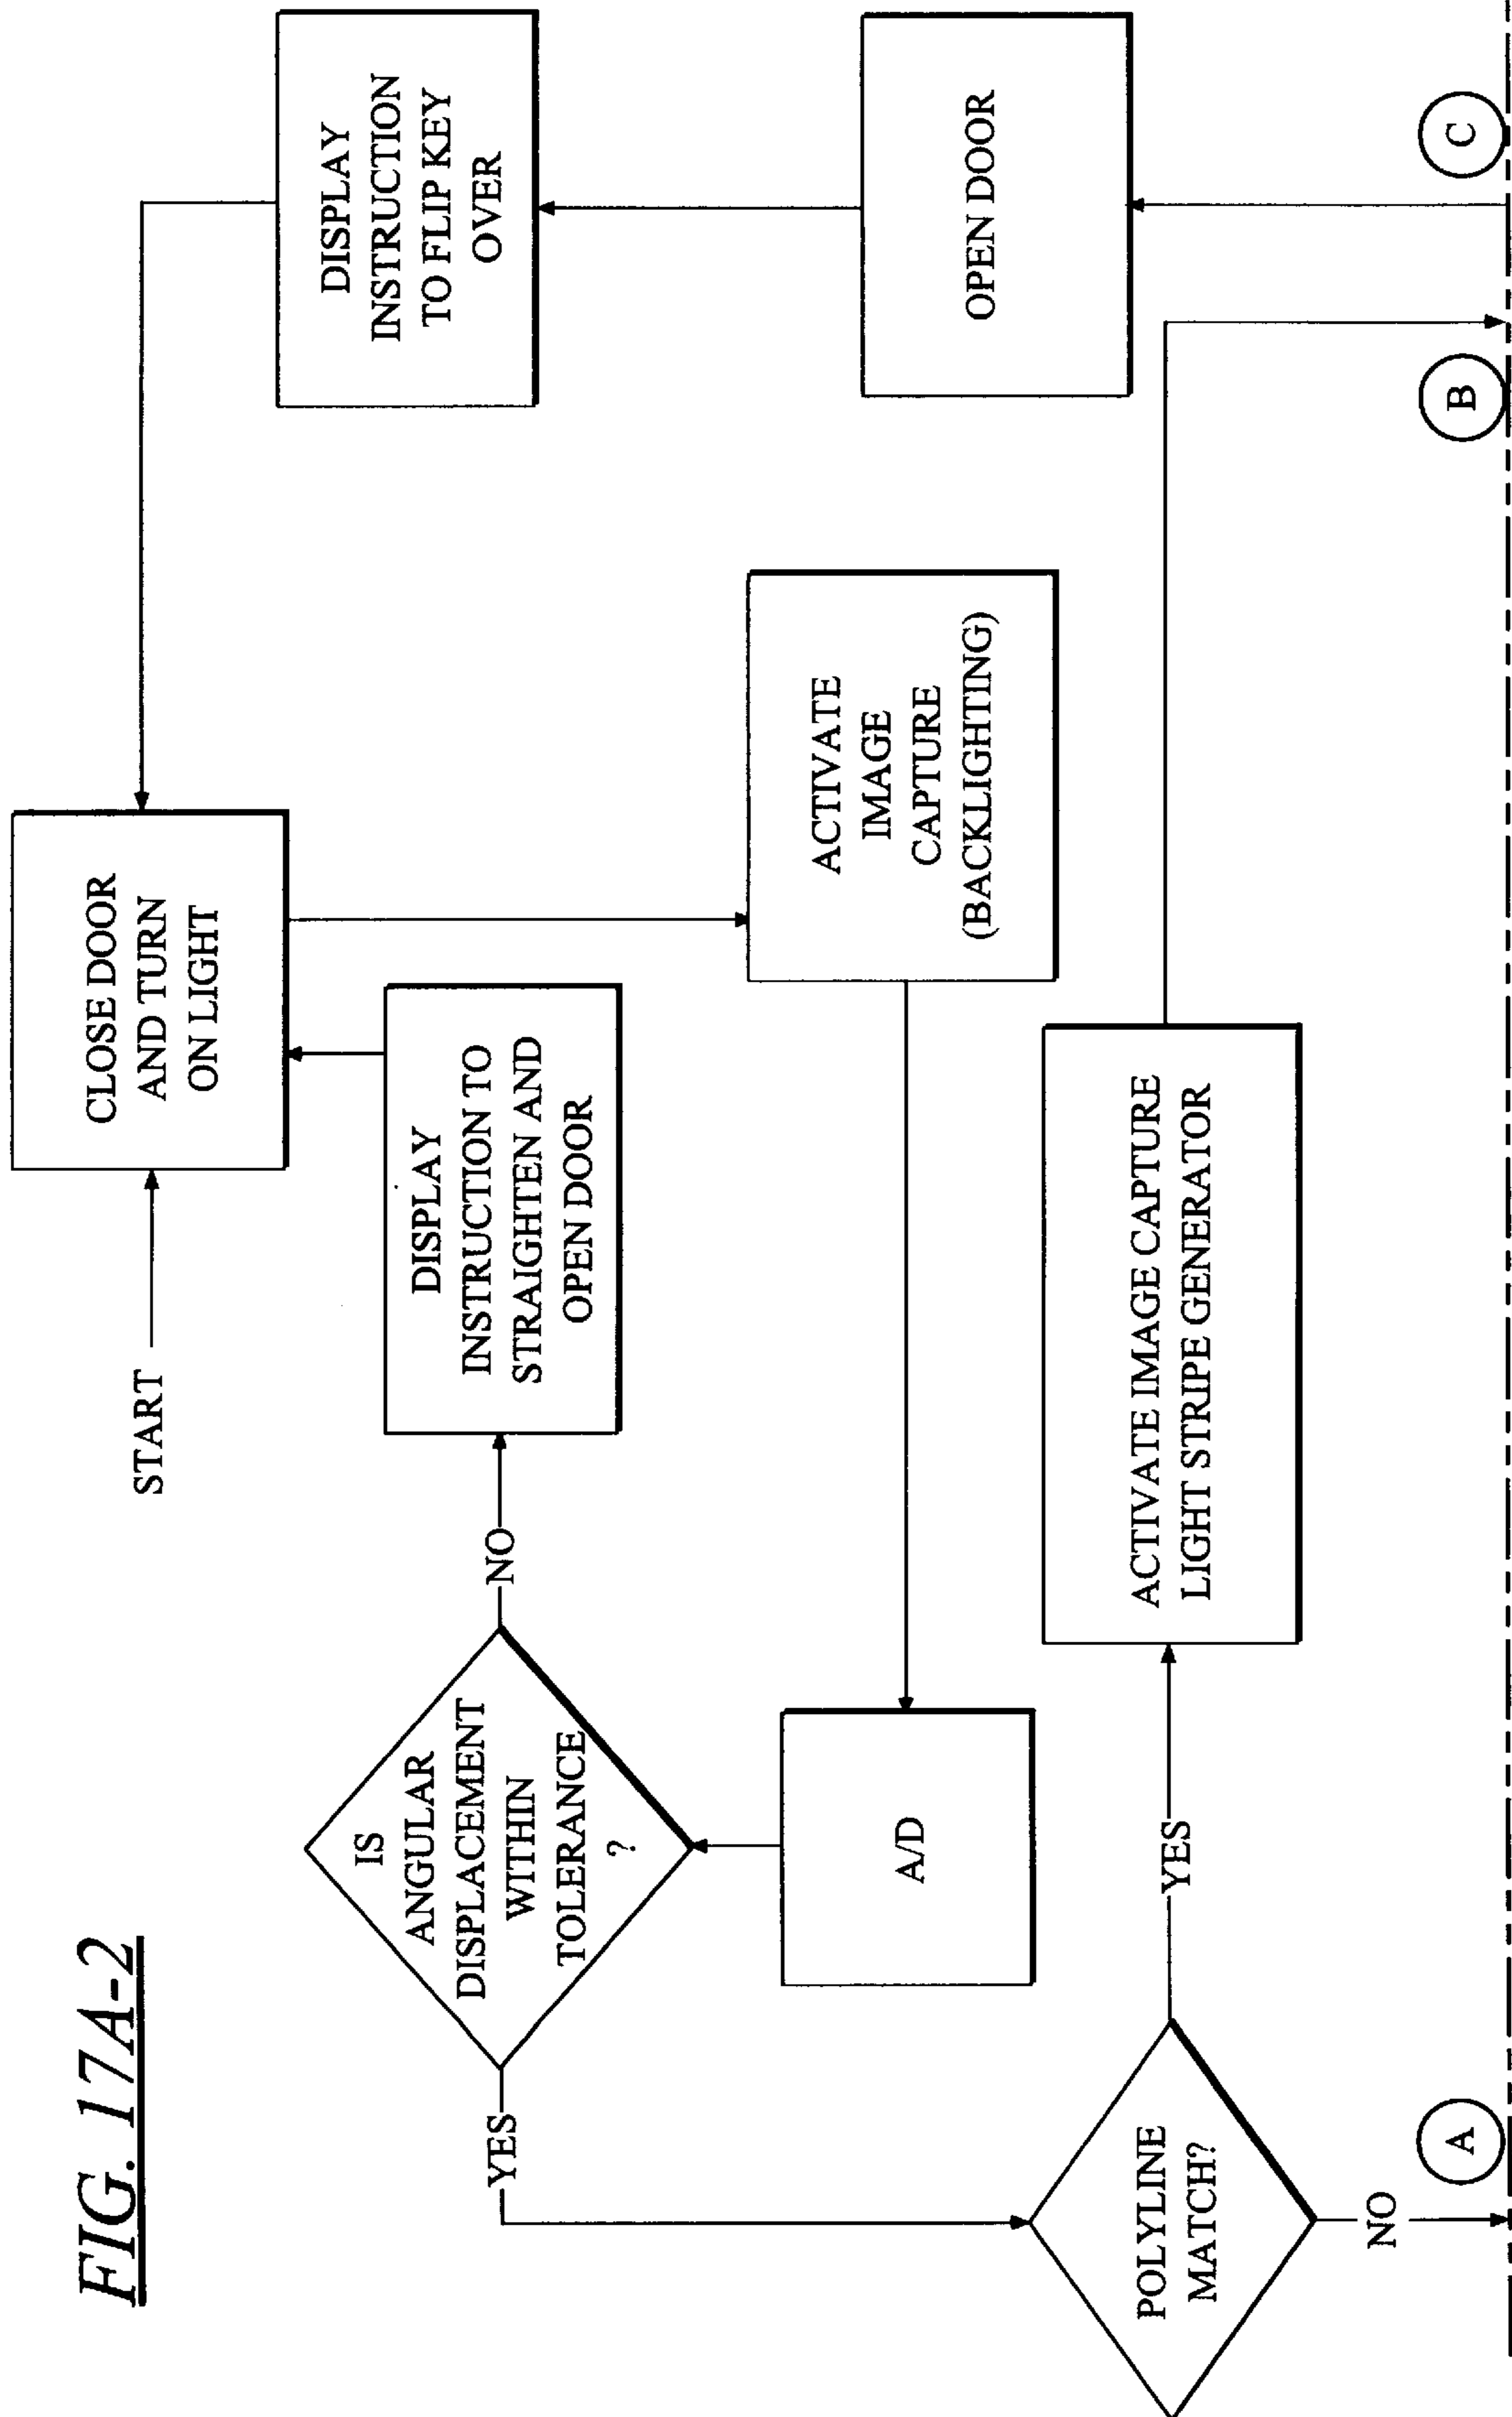 FIG. 17A-2
START
CLOSE DOOR
AND TURN
ON LIGHT
DISPLAY
INSTRUCTION
TO FLIP KEY
OVER
IS
ANGULAR
DISPLACEMENT
WITHIN
TOLERANCE
?
NO
DISPLAY
INSTRUCTION TO
STRAIGHTEN AND
OPEN DOOR
YES
A/D
ACTIVATE
IMAGE
CAPTURE
(BACKLIGHTING)
OPEN DOOR
POLYLINE
MATCH?
YES
ACTIVATE IMAGE CAPTURE
LIGHT STRIPE GENERATOR
NO
A
B
C